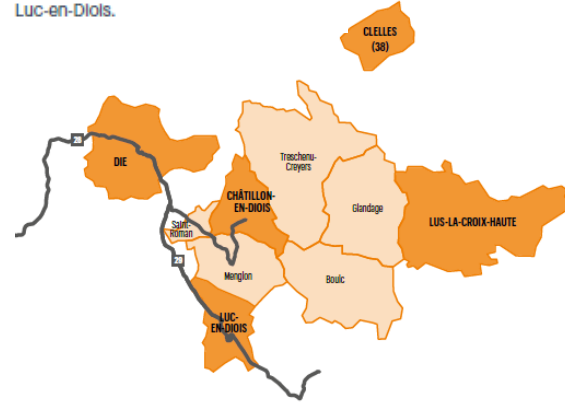 Luc-en-Diois.
CLELLES
(38)
28
DIE
Treschenu-
Creyers
CHÂTILLON-
EN-DIOIS
Glandage
LUS-LA-CROIX-HAUTE
Saint-
Roman
28
Menglon
Boulc
LUC-
EN-DIOIS